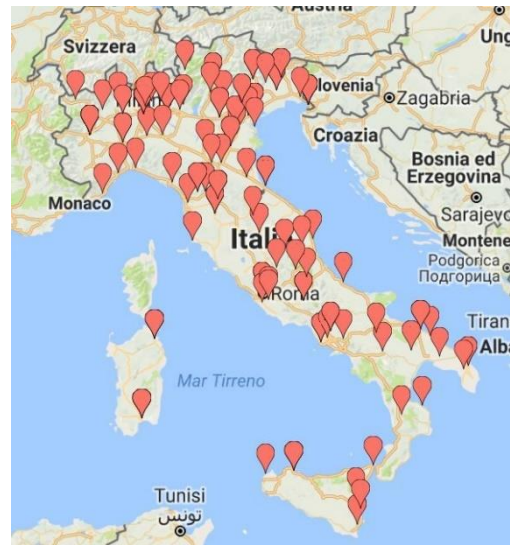 Austria
Svizzera
Ung
Slovenia
Zagabria
Croazia
Bosnia ed
Erzegovina
Monaco
Sarajevo
Montene
Podgorica
Подгорица
Roma
Tiran
Alba
Mar Tirreno
Tunisi
تونس